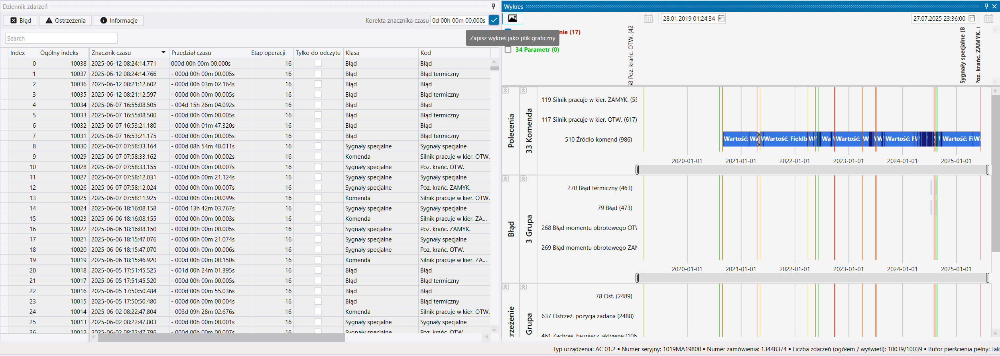 Dziennik zdarzeń
Błąd
Ostrzeżenia
Informacje
Korekta znacznika czasu 0d 00h 00m 00,000s
Search
Index Ogólny indeks Znacznik czasu Przedział czasu Etap operacji Tylko do odczytu Klasa Kod
0 10038 2025-06-12 08:24:14.771 000d 00h 00m 00.000s 16 Błąd Błąd
1 10037 2025-06-12 08:24:14.766 - 000d 00h 00m 00.005s 16 Błąd Błąd termiczny
2 10036 2025-06-12 08:21:12.602 - 000d 00h 03m 02.164s 16 Błąd Błąd
3 10035 2025-06-12 08:21:12.597 - 000d 00h 00m 00.005s 16 Błąd Błąd termiczny
4 10034 2025-06-07 16:55:08.505 - 004d 15h 26m 04.092s 16 Błąd Błąd
5 10033 2025-06-07 16:55:08.500 - 000d 00h 00m 00.005s 16 Błąd Błąd termiczny
6 10032 2025-06-07 16:53:21.180 - 000d 00h 01m 47.320s 16 Błąd Błąd
7 10031 2025-06-07 16:53:21.175 - 000d 00h 00m 00.005s 16 Błąd Błąd termiczny
8 10030 2025-06-07 07:58:33.164 - 000d 08h 54m 48.011s 16 Sygnały specjalne Sygnały specjalne
9 10029 2025-06-07 07:58:33.162 - 000d 00h 00m 00.002s 16 Komenda Silnik pracuje w kier. OTW.
10 10028 2025-06-07 07:58:33.155 - 000d 00h 00m 00.007s 16 Sygnały specjalne Poz. krańc. OTW.
11 10027 2025-06-07 07:58:12.031 - 000d 00h 00m 21.124s 16 Sygnały specjalne Sygnały specjalne
12 10026 2025-06-07 07:58:12.024 - 000d 00h 00m 00.007s 16 Sygnały specjalne Poz. krańc. ZAMYK.
13 10025 2025-06-07 07:58:11.925 - 000d 00h 00m 00.099s 16 Komenda Silnik pracuje w kier. OTW.
14 10024 2025-06-06 18:16:08.158 - 000d 13h 42m 03.767s 16 Sygnały specjalne Sygnały specjalne
15 10023 2025-06-06 18:16:08.155 - 000d 00h 00m 00.003s 16 Komenda Silnik pracuje w kier. ZA...
16 10022 2025-06-06 18:16:08.150 - 000d 00h 00m 00.005s 16 Sygnały specjalne Poz. krańc. ZAMYK.
17 10021 2025-06-06 18:15:47.076 - 000d 00h 00m 21.074s 16 Sygnały specjalne Sygnały specjalne
18 10020 2025-06-06 18:15:47.070 - 000d 00h 00m 00.006s 16 Sygnały specjalne Poz. krańc. OTW.
19 10019 2025-06-06 18:15:46.920 - 000d 00h 00m 00.150s 16 Komenda Silnik pracuje w kier. ZA...
20 10018 2025-06-05 17:51:45.525 - 001d 00h 24m 01.395s 16 Błąd Błąd
21 10017 2025-06-05 17:51:45.520 - 000d 00h 00m 00.005s 16 Błąd Błąd termiczny
22 10016 2025-06-05 17:50:50.484 - 000d 00h 00m 55.036s 16 Błąd Błąd
23 10015 2025-06-05 17:50:50.480 - 000d 00h 00m 00.004s 16 Błąd Błąd termiczny
24 10014 2025-06-02 08:22:47.804 - 003d 09h 28m 02.676s 16 Komenda Silnik pracuje w kier. OTW.
25 10013 2025-06-02 08:22:47.803 - 000d 00h 00m 00.001s 16 Sygnały specjalne Sygnały specjalne
26 10012 2025-06-02 08:22:47.796 - 000d 00h 00m 00.007s 16 Sygnały specjalne Poz. krańc. OTW.
Wykres
28.01.2019 01:24:34
27.07.2025 23:36:00
nie (17)
Zapisz wykres jako plik graficzny
34 Parametr (0)
Poz. krańc. OTW. (42
Sygnały specjalne (8
Poz. krańc. ZAMYK. (
Polecenia
33 Komenda
119 Silnik pracuje w kier. ZAMYK. (55
117 Silnik pracuje w kier. OTW. (617)
510 Źródło komend (986)
Wartość: Wa W Wartość: Fieldb W W Wa Wartość: W W W Wartość: F W W W Wartość: Fi Wa
2020-01-01 2021-01-01 2022-01-01 2023-01-01 2024-01-01 2025-01-01
Błąd
3 Grupa
270 Błąd termiczny (463)
79 Błąd (473)
268 Błąd momentu obrotowego OTW
269 Błąd momentu obrotowego ZAM
2020-01-01 2021-01-01 2022-01-01 2023-01-01 2024-01-01 2025-01-01
rzeżenie
Grupa
78 Ost. (2489)
637 Ostrzeż. pozycja zadana (2488)
461 Zachow. bezpiecz. aktywne (106
Typ urządzenia: AC 01.2 • Numer seryjny: 1019MA19800 • Numer zamówienia: 13448374 • Liczba zdarzeń (ogółem / wyświetl): 10039/10039 • Bufor pierścienia pełny: Tak